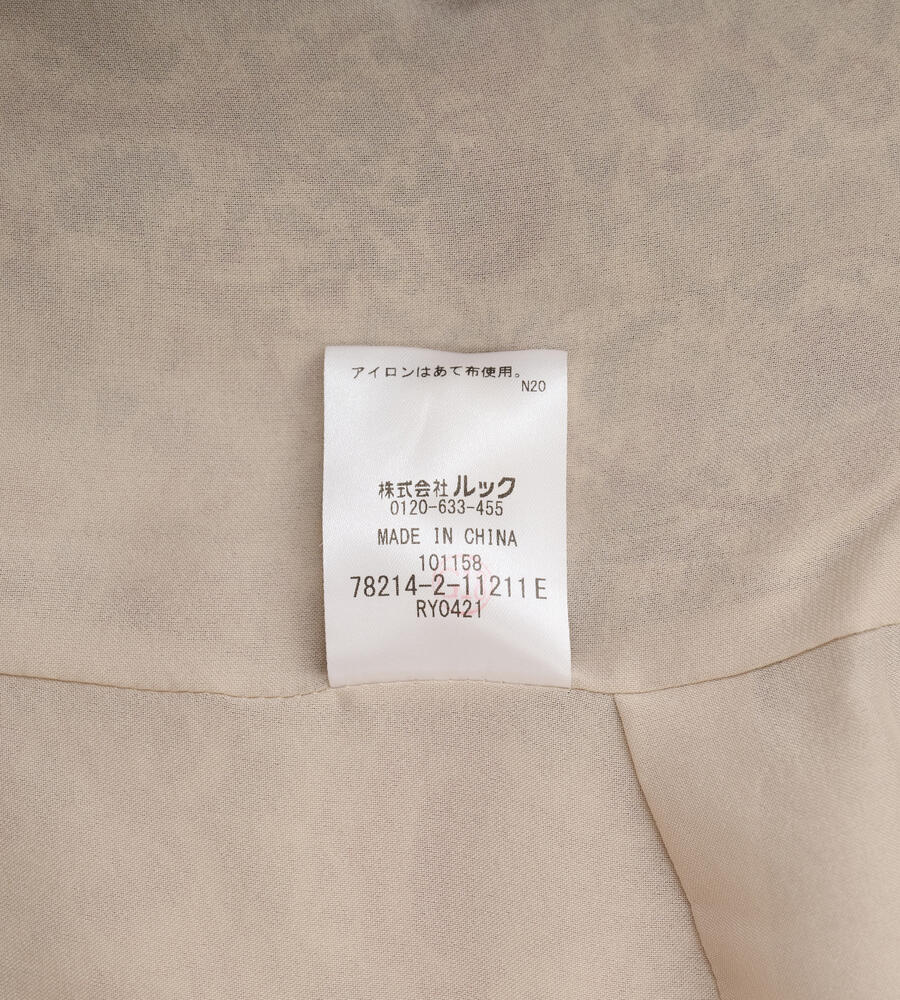 アイロンはあて布使用。
N20
株式会社ルック
0120-633-455
MADE IN CHINA
101158
78214-2-11211E
RY0421